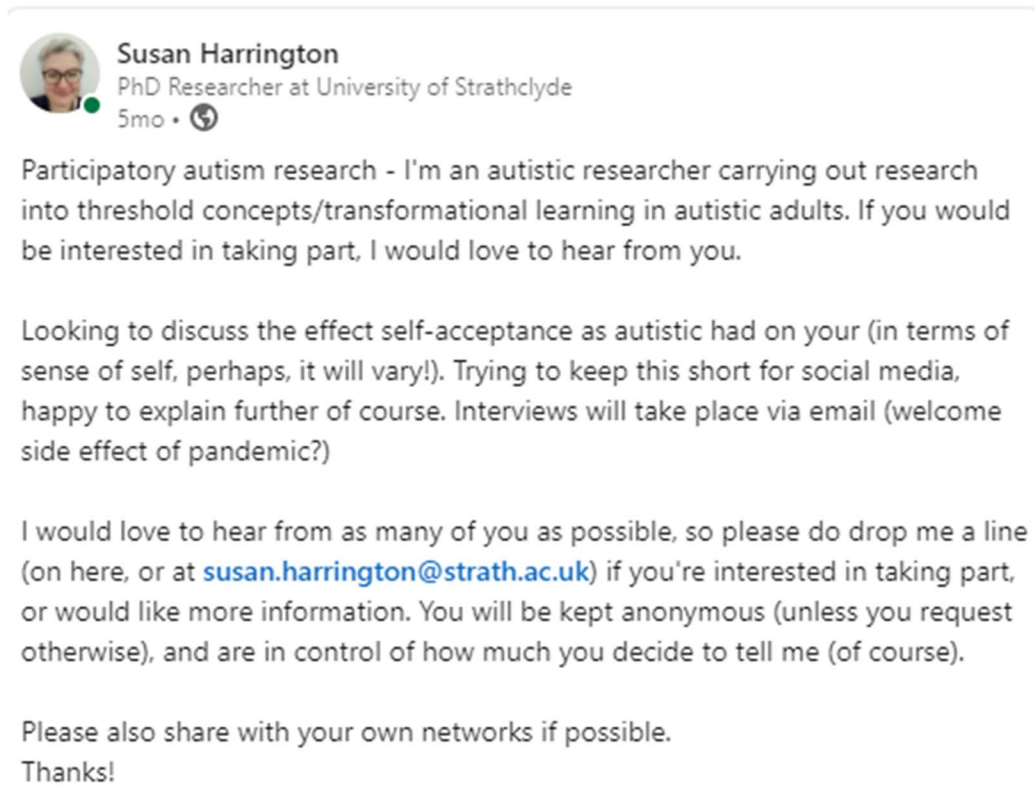 Susan Harrington
PhD Researcher at University of Strathclyde
5mo •
Participatory autism research - I'm an autistic researcher carrying out research
into threshold concepts/transformational learning in autistic adults. If you would
be interested in taking part, I would love to hear from you.
Looking to discuss the effect self-acceptance as autistic had on your (in terms of
sense of self, perhaps, it will vary!). Trying to keep this short for social media,
happy to explain further of course. Interviews will take place via email (welcome
side effect of pandemic?)
I would love to hear from as many of you as possible, so please do drop me a line
(on here, or at susan.harrington@strath.ac.uk) if you're interested in taking part,
or would like more information. You will be kept anonymous (unless you request
otherwise), and are in control of how much you decide to tell me (of course).
Please also share with your own networks if possible.
Thanks!